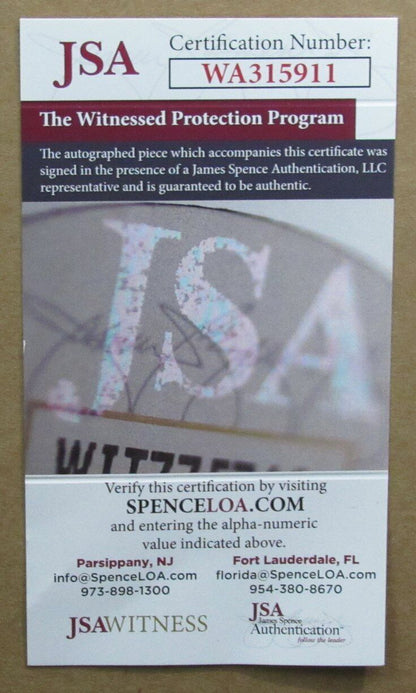 JSA
Certification Number:
WA315911
The Witnessed Protection Program
The autographed piece which accompanies this certificate was
signed in the presence of a James Spence Authentication, LLC
representative and is guaranteed to be authentic.
JSA
Verify this certification by visiting
SPENCELOA.COM
and entering the alpha-numeric
value indicated above.
Parsippany, NJ
info@SpenceLOA.com
973-898-1300
Fort Lauderdale, FL
florida@SpenceLOA.com
954-380-8670
JSAWITNESS
JSA
James Spence
Authentication
follow the leader